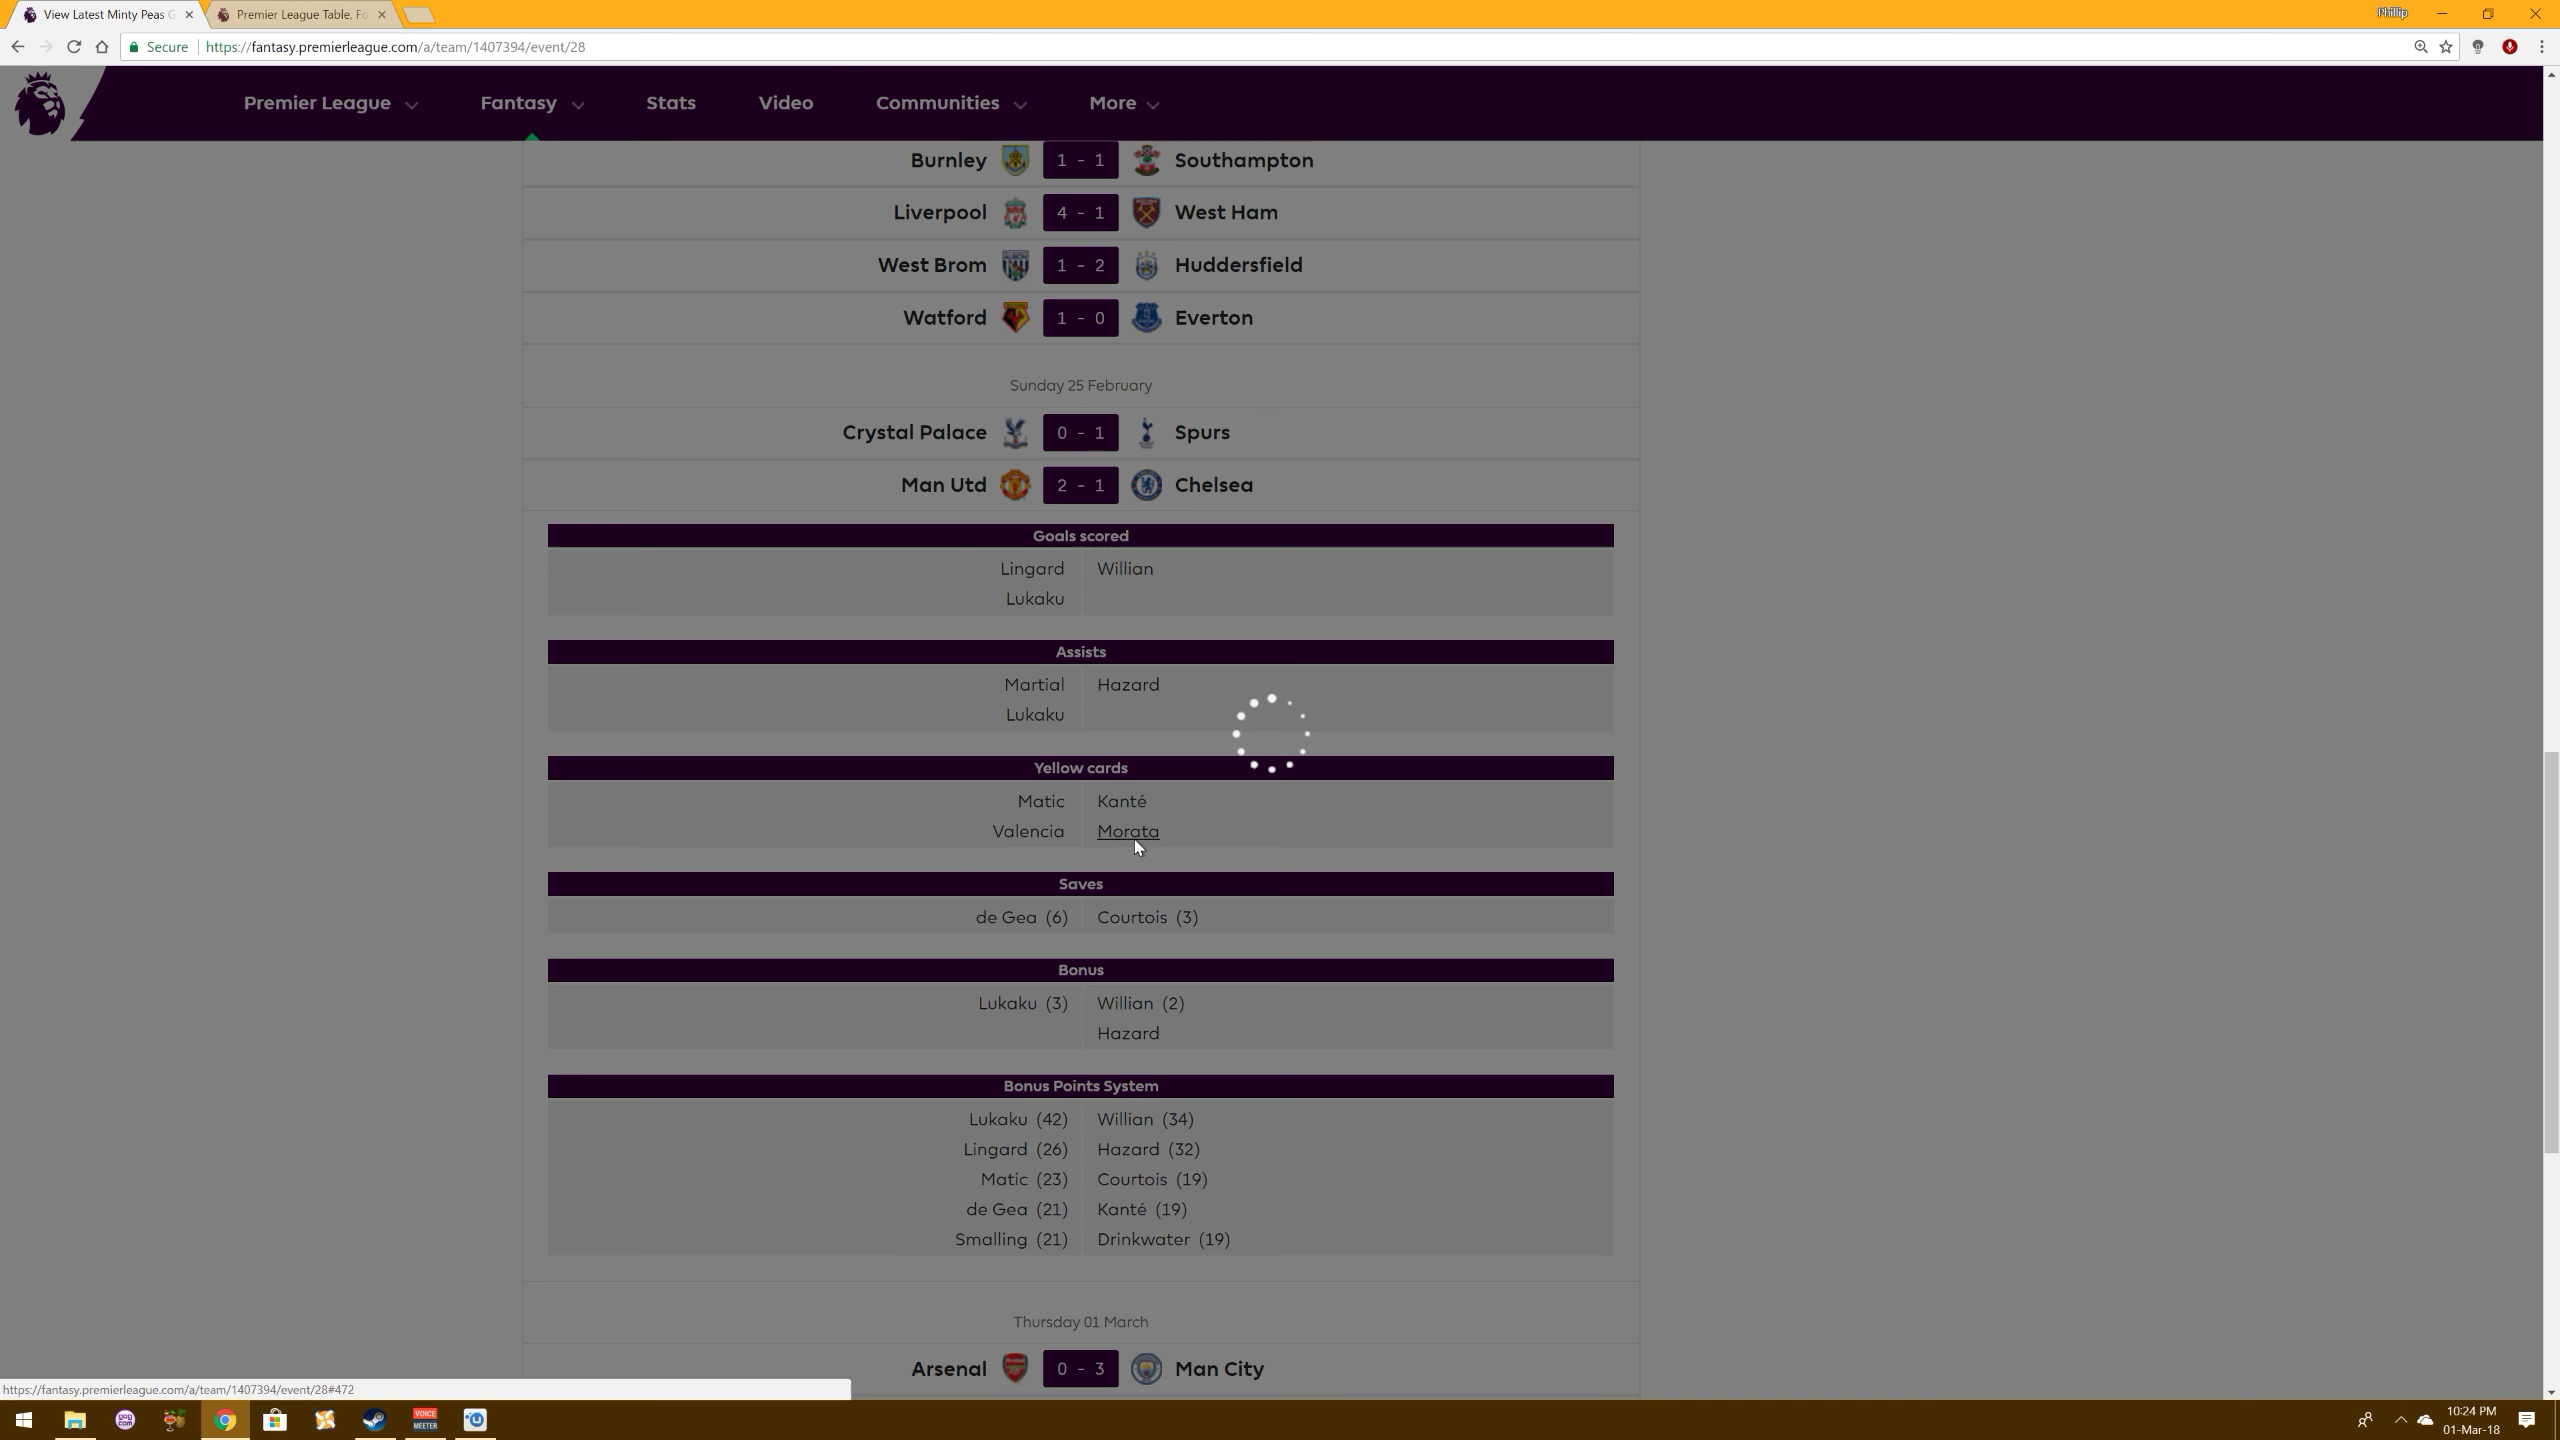 View Latest Minty Peas G
Premier League Table, Fo
Phillip
Secure
https://fantasy.premierleague.com/a/team/1407394/event/28
Premier League
Fantasy
Stats
Video
Communities
More
Burnley 1 - 1 Southampton
Liverpool 4 - 1 West Ham
West Brom 1 - 2 Huddersfield
Watford 1 - 0 Everton
Sunday 25 February
Crystal Palace 0 - 1 Spurs
Man Utd 2 - 1 Chelsea
Goals scored
Lingard Willian
Lukaku
Assists
Martial Hazard
Lukaku
Yellow cards
Matic Kanté
Valencia Morata
Saves
de Gea (6) Courtois (3)
Bonus
Lukaku (3) Willian (2)
Hazard
Bonus Points System
Lukaku (42) Willian (34)
Lingard (26) Hazard (32)
Matic (23) Courtois (19)
de Gea (21) Kanté (19)
Smalling (21) Drinkwater (19)
Thursday 01 March
Arsenal 0 - 3 Man City
https://fantasy.premierleague.com/a/team/1407394/event/28#472
gog
com
VOICE
MEETER
10:24 PM
01-Mar-18